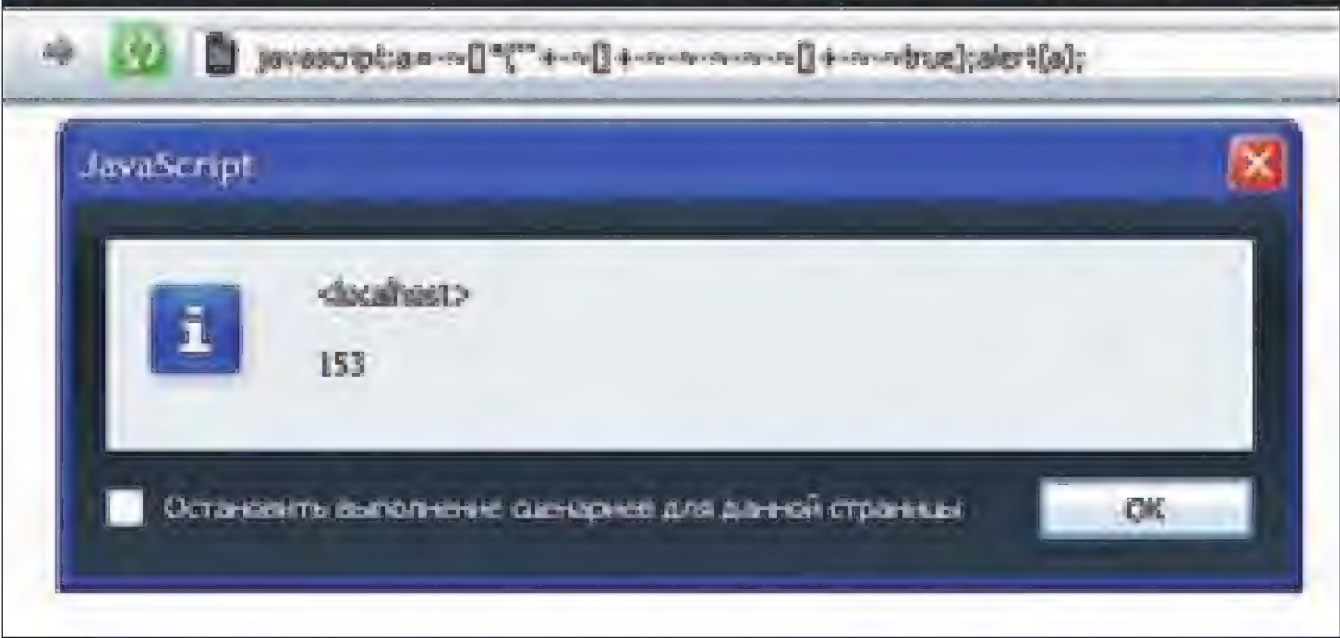 JavaScript
<localhost>
153
Остановить выполнение сценариев для данной страницы
OK